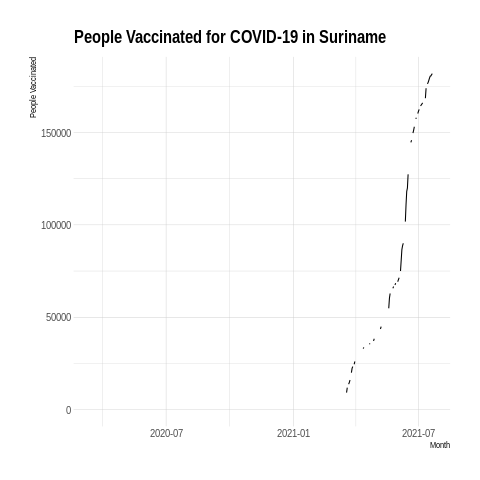 People Vaccinated for COVID-19 in Suriname
People Vaccinated
150000
100000
50000
0
2020-07
2021-01
2021-07
Month